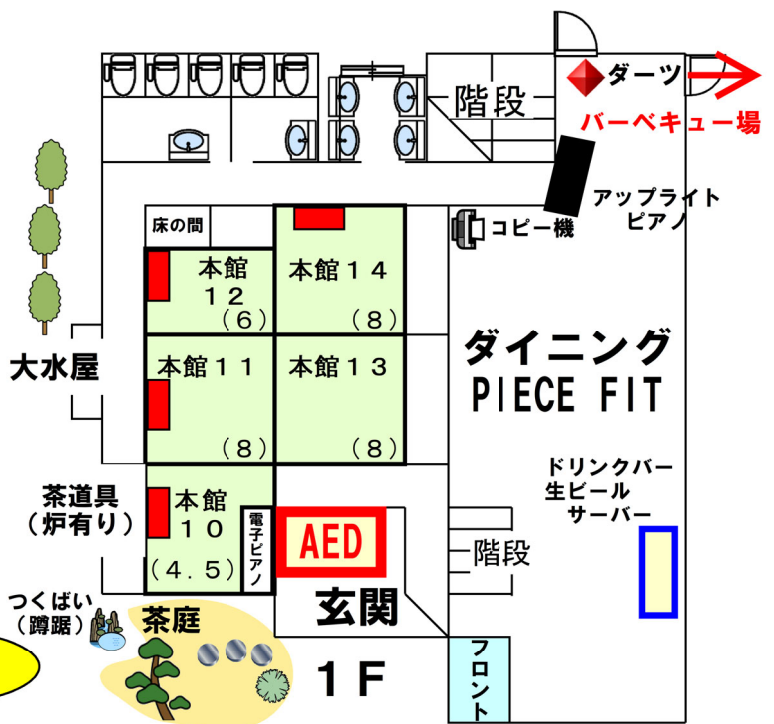 階段
ダーツ
バーベキュー場
アップライト
ピアノ
コピー機
床の間
本館
12
(6)
本館14
(8)
大水屋
本館11
(8)
本館13
(8)
ダイニング
PIECE FIT
茶道具
(炉有り)
本館
10
(4.5)
電子ピアノ
AED
ドリンクバー
生ビール
サーバー
階段
玄関
つくばい
(蹲踞)
茶庭
1F
フロント